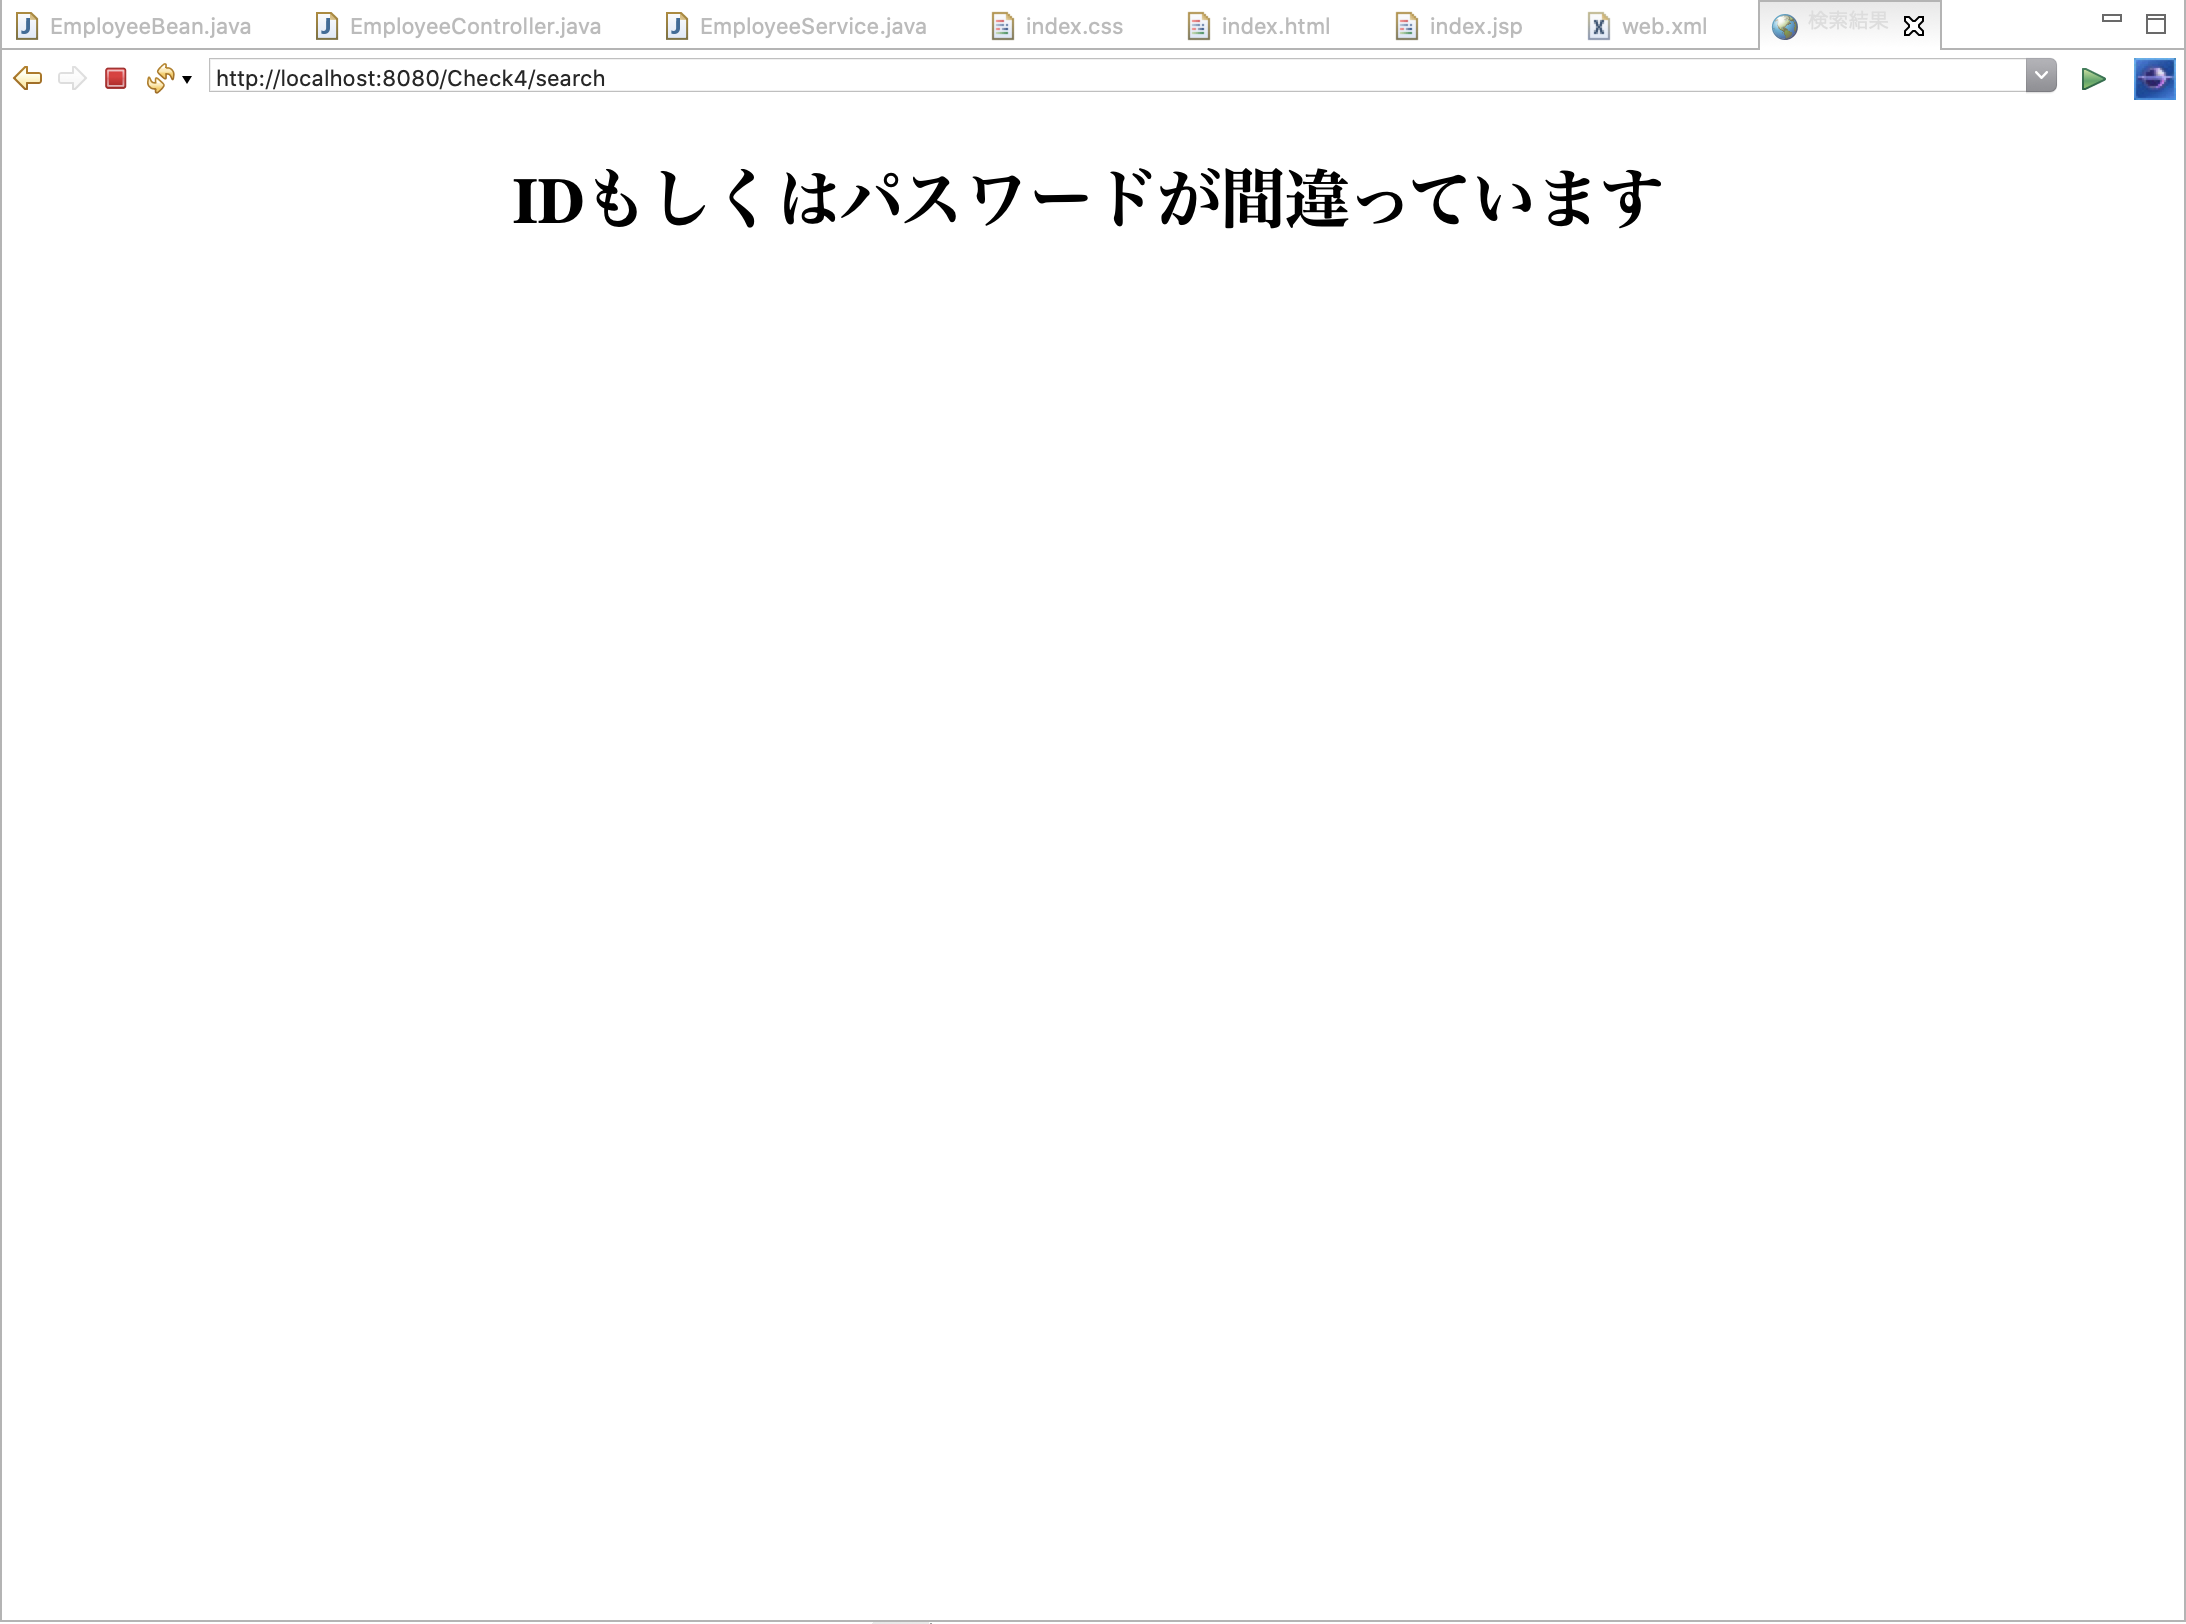 EmployeeBean.java EmployeeController.java EmployeeService.java index.css index.html index.jsp web.xml 検索結果
http://localhost:8080/Check4/search
IDもしくはパスワードが間違っています